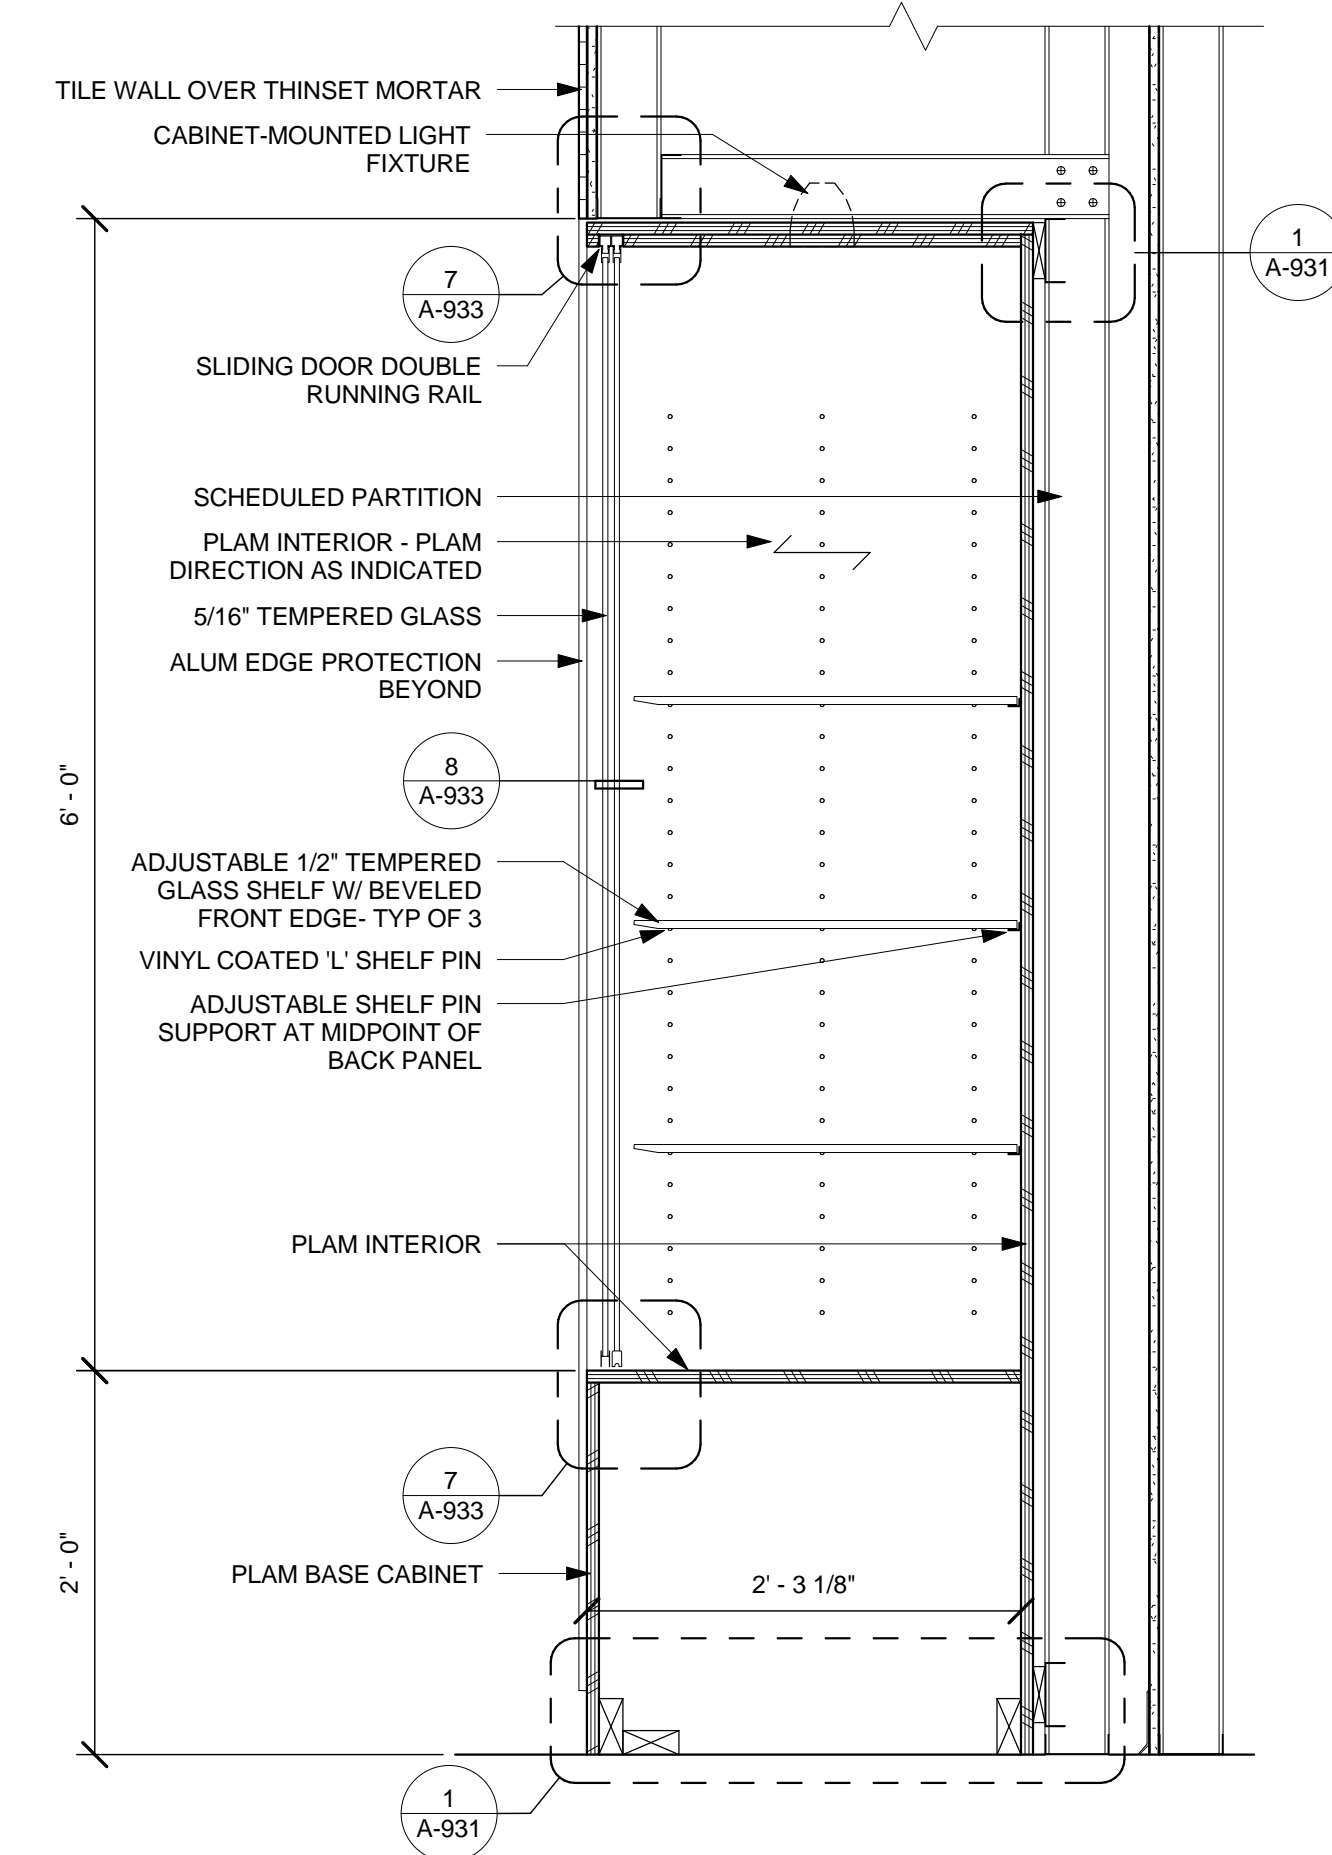 TILE WALL OVER THINSET MORTAR
CABINET-MOUNTED LIGHT
FIXTURE
1
A-931
7
A-933
SLIDING DOOR DOUBLE
RUNNING RAIL
SCHEDULED PARTITION
PLAM INTERIOR - PLAM
DIRECTION AS INDICATED
5/16" TEMPERED GLASS
ALUM EDGE PROTECTION
BEYOND
8
A-933
6' - 0"
ADJUSTABLE 1/2" TEMPERED
GLASS SHELF W/ BEVELED
FRONT EDGE- TYP OF 3
VINYL COATED 'L' SHELF PIN
ADJUSTABLE SHELF PIN
SUPPORT AT MIDPOINT OF
BACK PANEL
PLAM INTERIOR
7
A-933
2' - 0"
PLAM BASE CABINET
2' - 3 1/8"
1
A-931